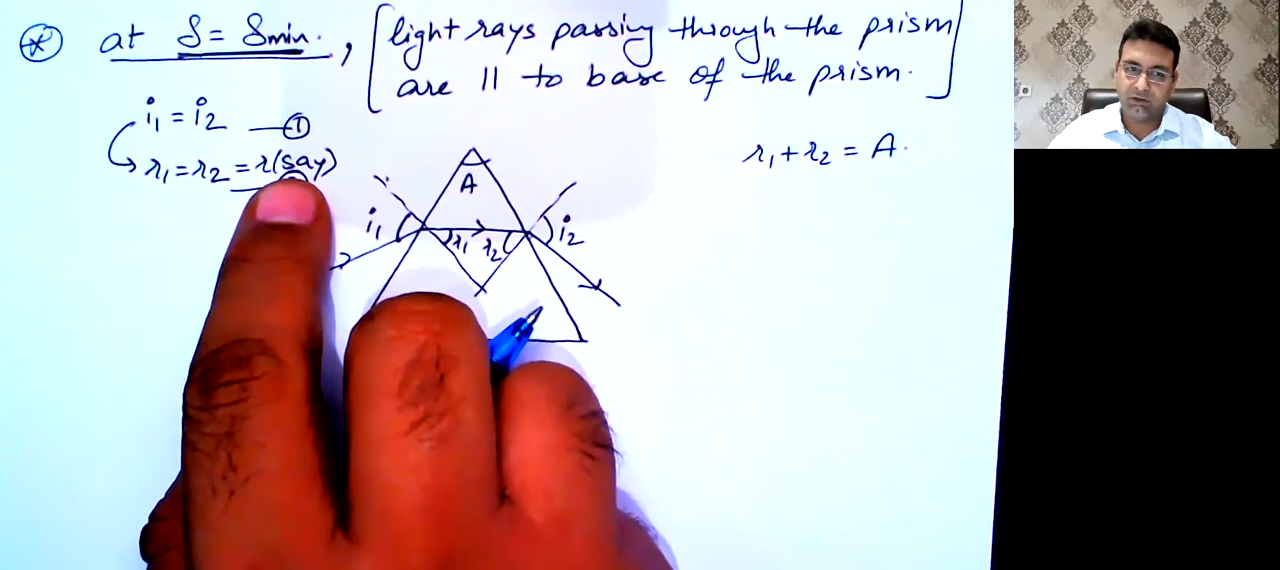 ⊛ at δ = δmin. , [light rays passing through the prism
are || to base of the prism.]
i₁ = i₂ —①
↳ r₁ = r₂ = r (say)
r₁ + r₂ = A.
A
i₁ r₁ r₂ i₂